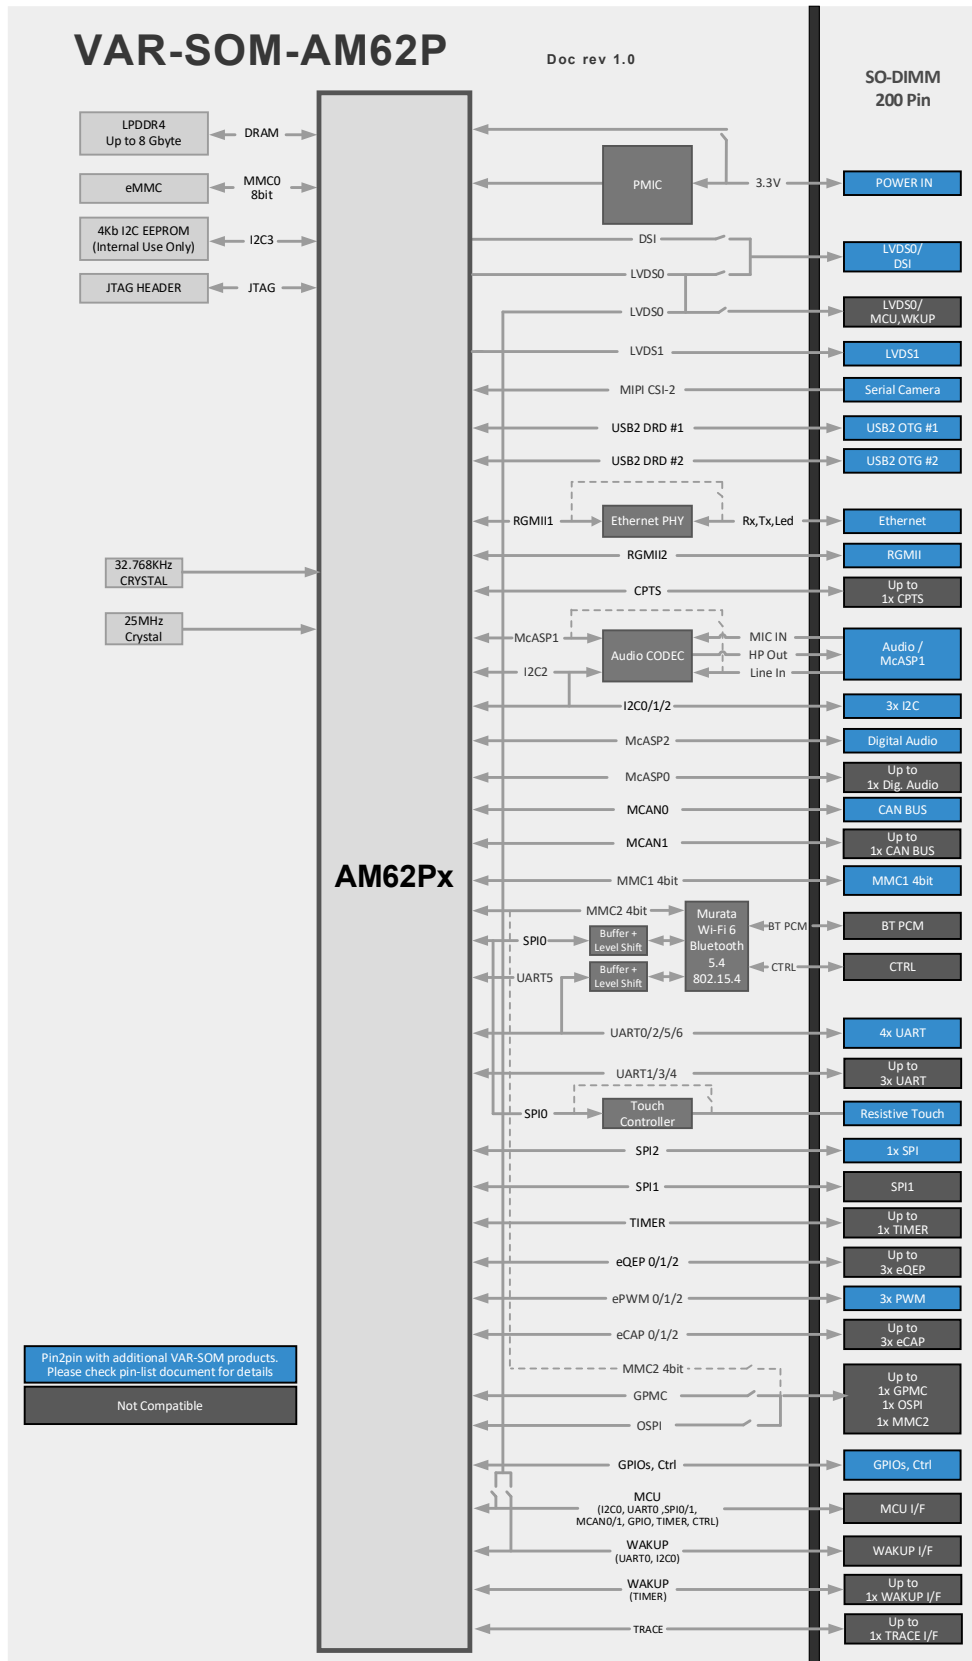 VAR-SOM-AM62P
Doc rev 1.0
SO-DIMM
200 Pin
LPDDR4
Up to 8 Gbyte
DRAM
eMMC
MMC0
8bit
4Kb I2C EEPROM
(Internal Use Only)
I2C3
JTAG HEADER
JTAG
32.768KHz
CRYSTAL
25MHz
Crystal
AM62Px
PMIC
3.3V
POWER IN
DSI
LVDS0
LVDS0/
DSI
LVDS0
LVDS0/
MCU,WKUP
LVDS1
LVDS1
MIPI CSI-2
Serial Camera
USB2 DRD #1
USB2 OTG #1
USB2 DRD #2
USB2 OTG #2
RGMII1
Ethernet PHY
Rx,Tx,Led
Ethernet
RGMII2
RGMII
CPTS
Up to
1x CPTS
McASP1
I2C2
Audio CODEC
MIC IN
HP Out
Line In
Audio /
McASP1
I2C0/1/2
3x I2C
McASP2
Digital Audio
McASP0
Up to
1x Dig. Audio
MCAN0
CAN BUS
MCAN1
Up to
1x CAN BUS
MMC1 4bit
MMC1 4bit
MMC2 4bit
SPI0
Buffer +
Level Shift
UART5
Buffer +
Level Shift
Murata
Wi-Fi 6
Bluetooth
5.4
802.15.4
BT PCM
BT PCM
CTRL
CTRL
UART0/2/5/6
4x UART
UART1/3/4
Up to
3x UART
SPI0
Touch
Controller
Resistive Touch
SPI2
1x SPI
SPI1
SPI1
TIMER
Up to
1x TIMER
eQEP 0/1/2
Up to
3x eQEP
ePWM 0/1/2
3x PWM
eCAP 0/1/2
Up to
3x eCAP
MMC2 4bit
GPMC
OSPI
Up to
1x GPMC
1x OSPI
1x MMC2
GPIOs, Ctrl
GPIOs, Ctrl
MCU
(I2C0, UART0 ,SPI0/1,
MCAN0/1, GPIO, TIMER, CTRL)
MCU I/F
WAKUP
(UART0, I2C0)
WAKUP I/F
WAKUP
(TIMER)
Up to
1x WAKUP I/F
TRACE
Up to
1x TRACE I/F
Pin2pin with additional VAR-SOM products.
Please check pin-list document for details
Not Compatible